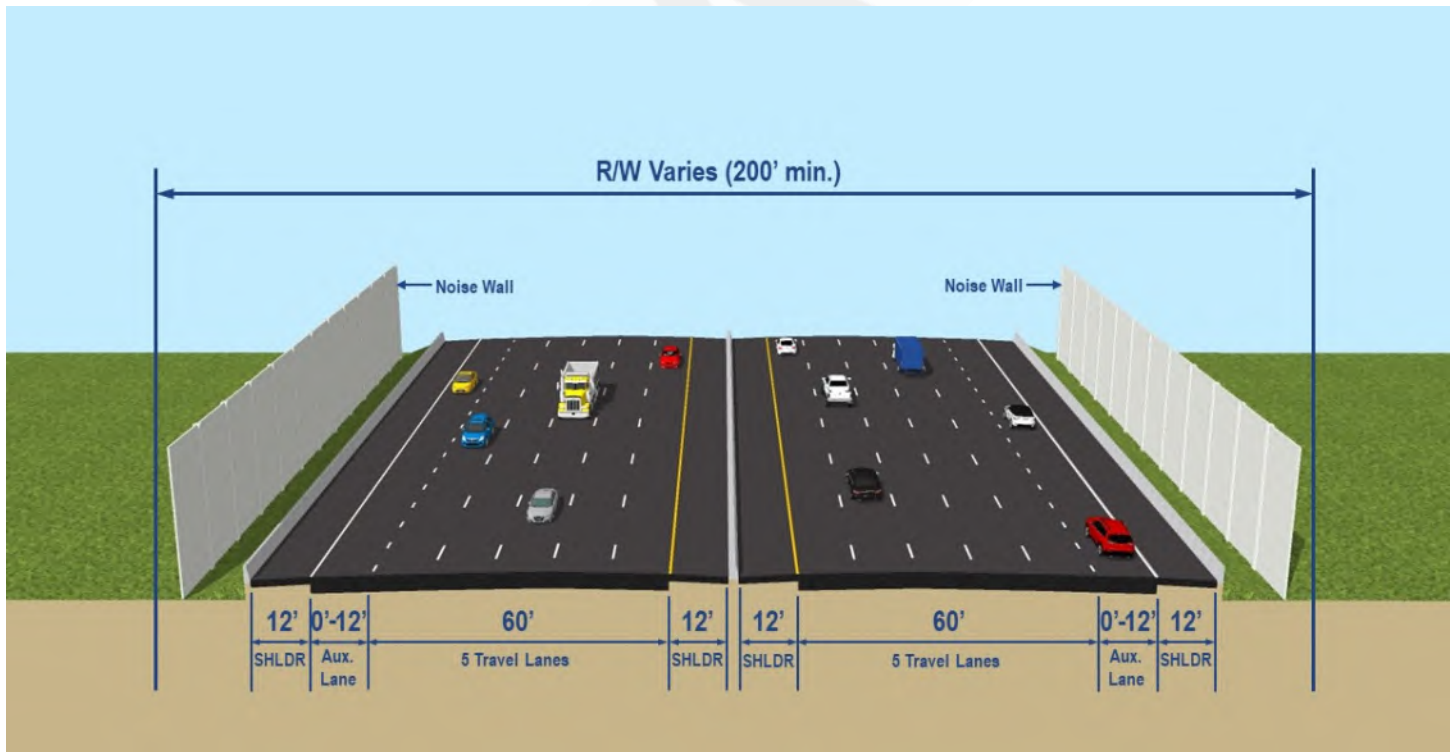 R/W Varies (200’ min.)
Noise Wall
Noise Wall
12’ 0’-12’ 60’ 12’ 12’ 60’ 0’-12’ 12’
SHLDR Aux. 5 Travel Lanes SHLDR SHLDR 5 Travel Lanes Aux. SHLDR
Lane Lane